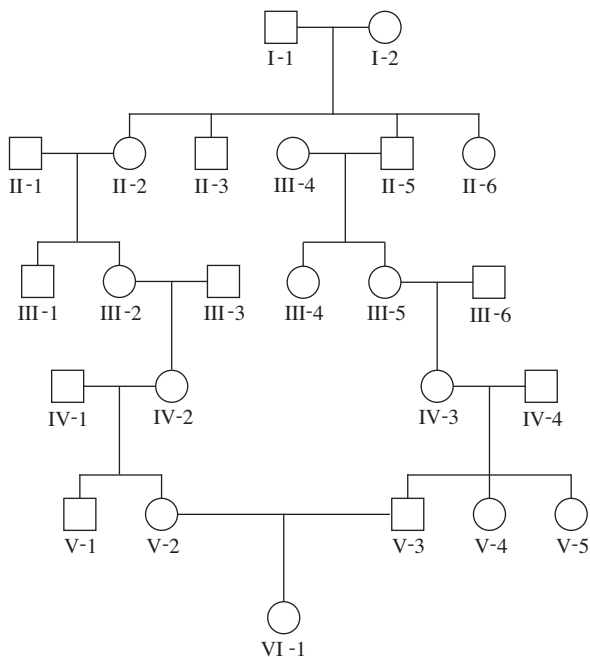 I-1 I-2
II-1 II-2 II-3 III-4 II-5 II-6
III-1 III-2 III-3 III-4 III-5 III-6
IV-1 IV-2 IV-3 IV-4
V-1 V-2 V-3 V-4 V-5
VI-1